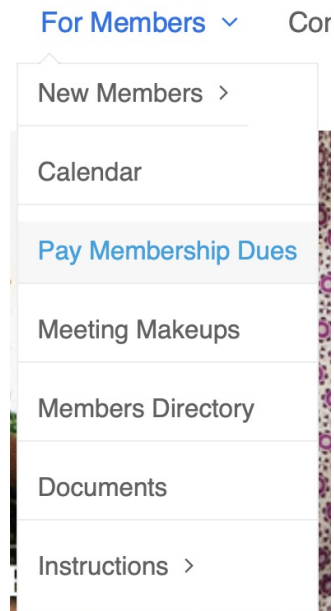 For Members
New Members
Calendar
Pay Membership Dues
Meeting Makeups
Members Directory
Documents
Instructions